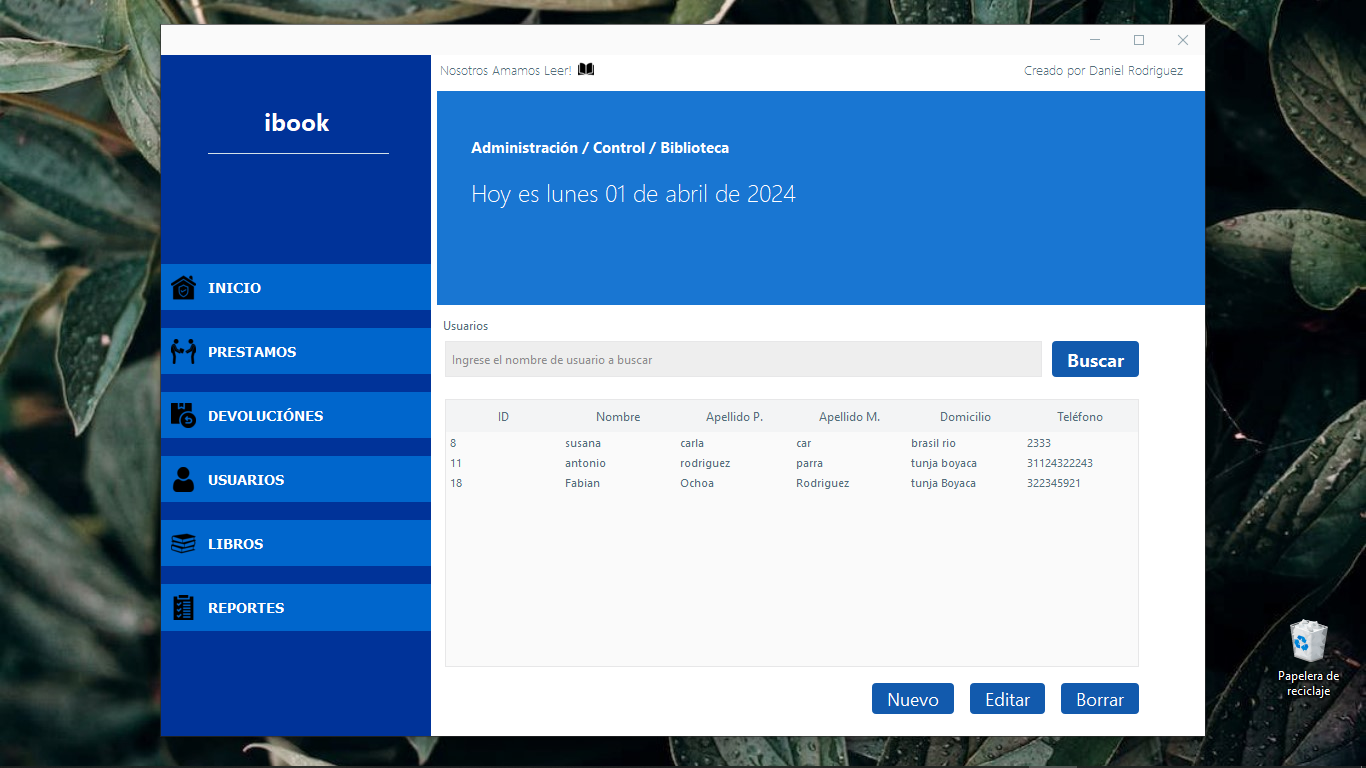 Nosotros Amamos Leer!
Creado por Daniel Rodriguez
ibook
Administración / Control / Biblioteca
Hoy es lunes 01 de abril de 2024
INICIO
PRESTAMOS
DEVOLUCIÓNES
USUARIOS
LIBROS
REPORTES
Usuarios
Ingrese el nombre de usuario a buscar
Buscar
ID Nombre Apellido P. Apellido M. Domicilio Teléfono
8 susana carla car brasil rio 2333
11 antonio rodriguez parra tunja boyaca 31124322243
18 Fabian Ochoa Rodriguez tunja Boyaca 322345921
Nuevo Editar Borrar
Papelera de
reciclaje